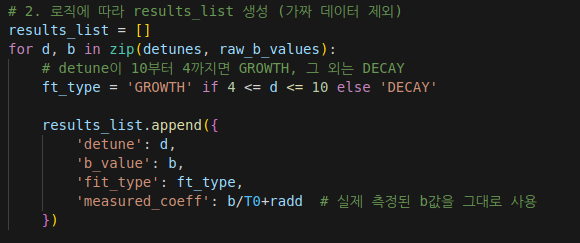 # 2. 로직에 따라 results_list 생성 (가짜 데이터 제외)
results_list = []
for d, b in zip(detunes, raw_b_values):
    # detune이 10부터 4까지면 GROWTH, 그 외는 DECAY
    ft_type = 'GROWTH' if 4 <= d <= 10 else 'DECAY'

    results_list.append({
        'detune': d,
        'b_value': b,
        'fit_type': ft_type,
        'measured_coeff': b/T0+radd  # 실제 측정된 b값을 그대로 사용
    })